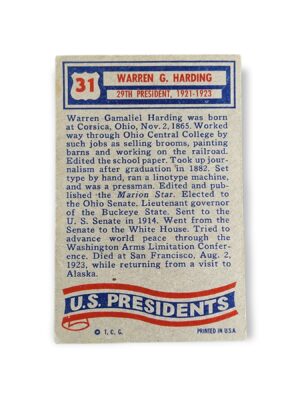 31
WARREN G. HARDING
29TH PRESIDENT, 1921-1923
Warren Gamaliel Harding was born
at Corsica, Ohio, Nov. 2, 1865. Worked
way through Ohio Central College by
such jobs as selling brooms, painting
barns and working on the railroad.
Edited the school paper. Took up jour-
nalism after graduation in 1882. Set
type by hand, ran a linotype machine,
and was a pressman. Edited and pub-
lished the Marion Star. Elected to
the Ohio Senate. Lieutenant governor
of the Buckeye State. Sent to the
U. S. Senate in 1914. Went from the
Senate to the White House. Tried to
advance world peace through the
Washington Arms Limitation Confer-
ence. Died at San Francisco, Aug. 2,
1923, while returning from a visit to
Alaska.
U.S. PRESIDENTS
© T. C. G.
PRINTED IN U.S.A.